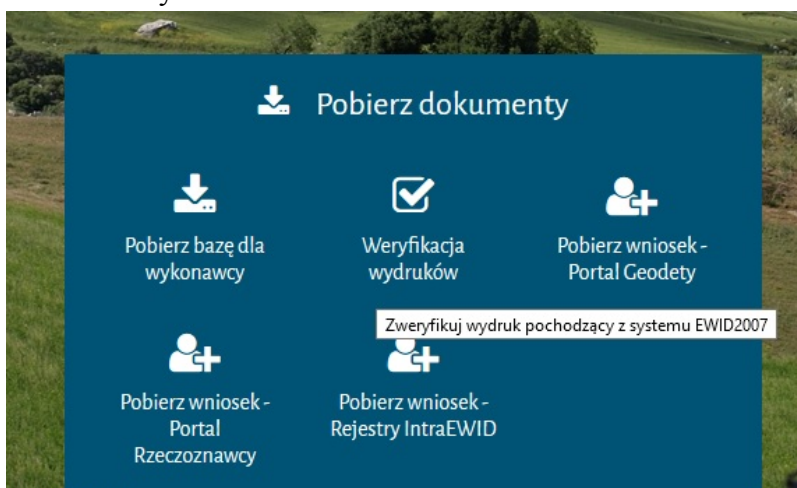 Pobierz dokumenty
Pobierz bazę dla
wykonawcy
Weryfikacja
wydruków
Pobierz wniosek -
Portal Geodety
Zweryfikuj wydruk pochodzący z systemu EWID2007
Pobierz wniosek -
Portal
Rzeczoznawcy
Pobierz wniosek -
Rejestry IntraEWID